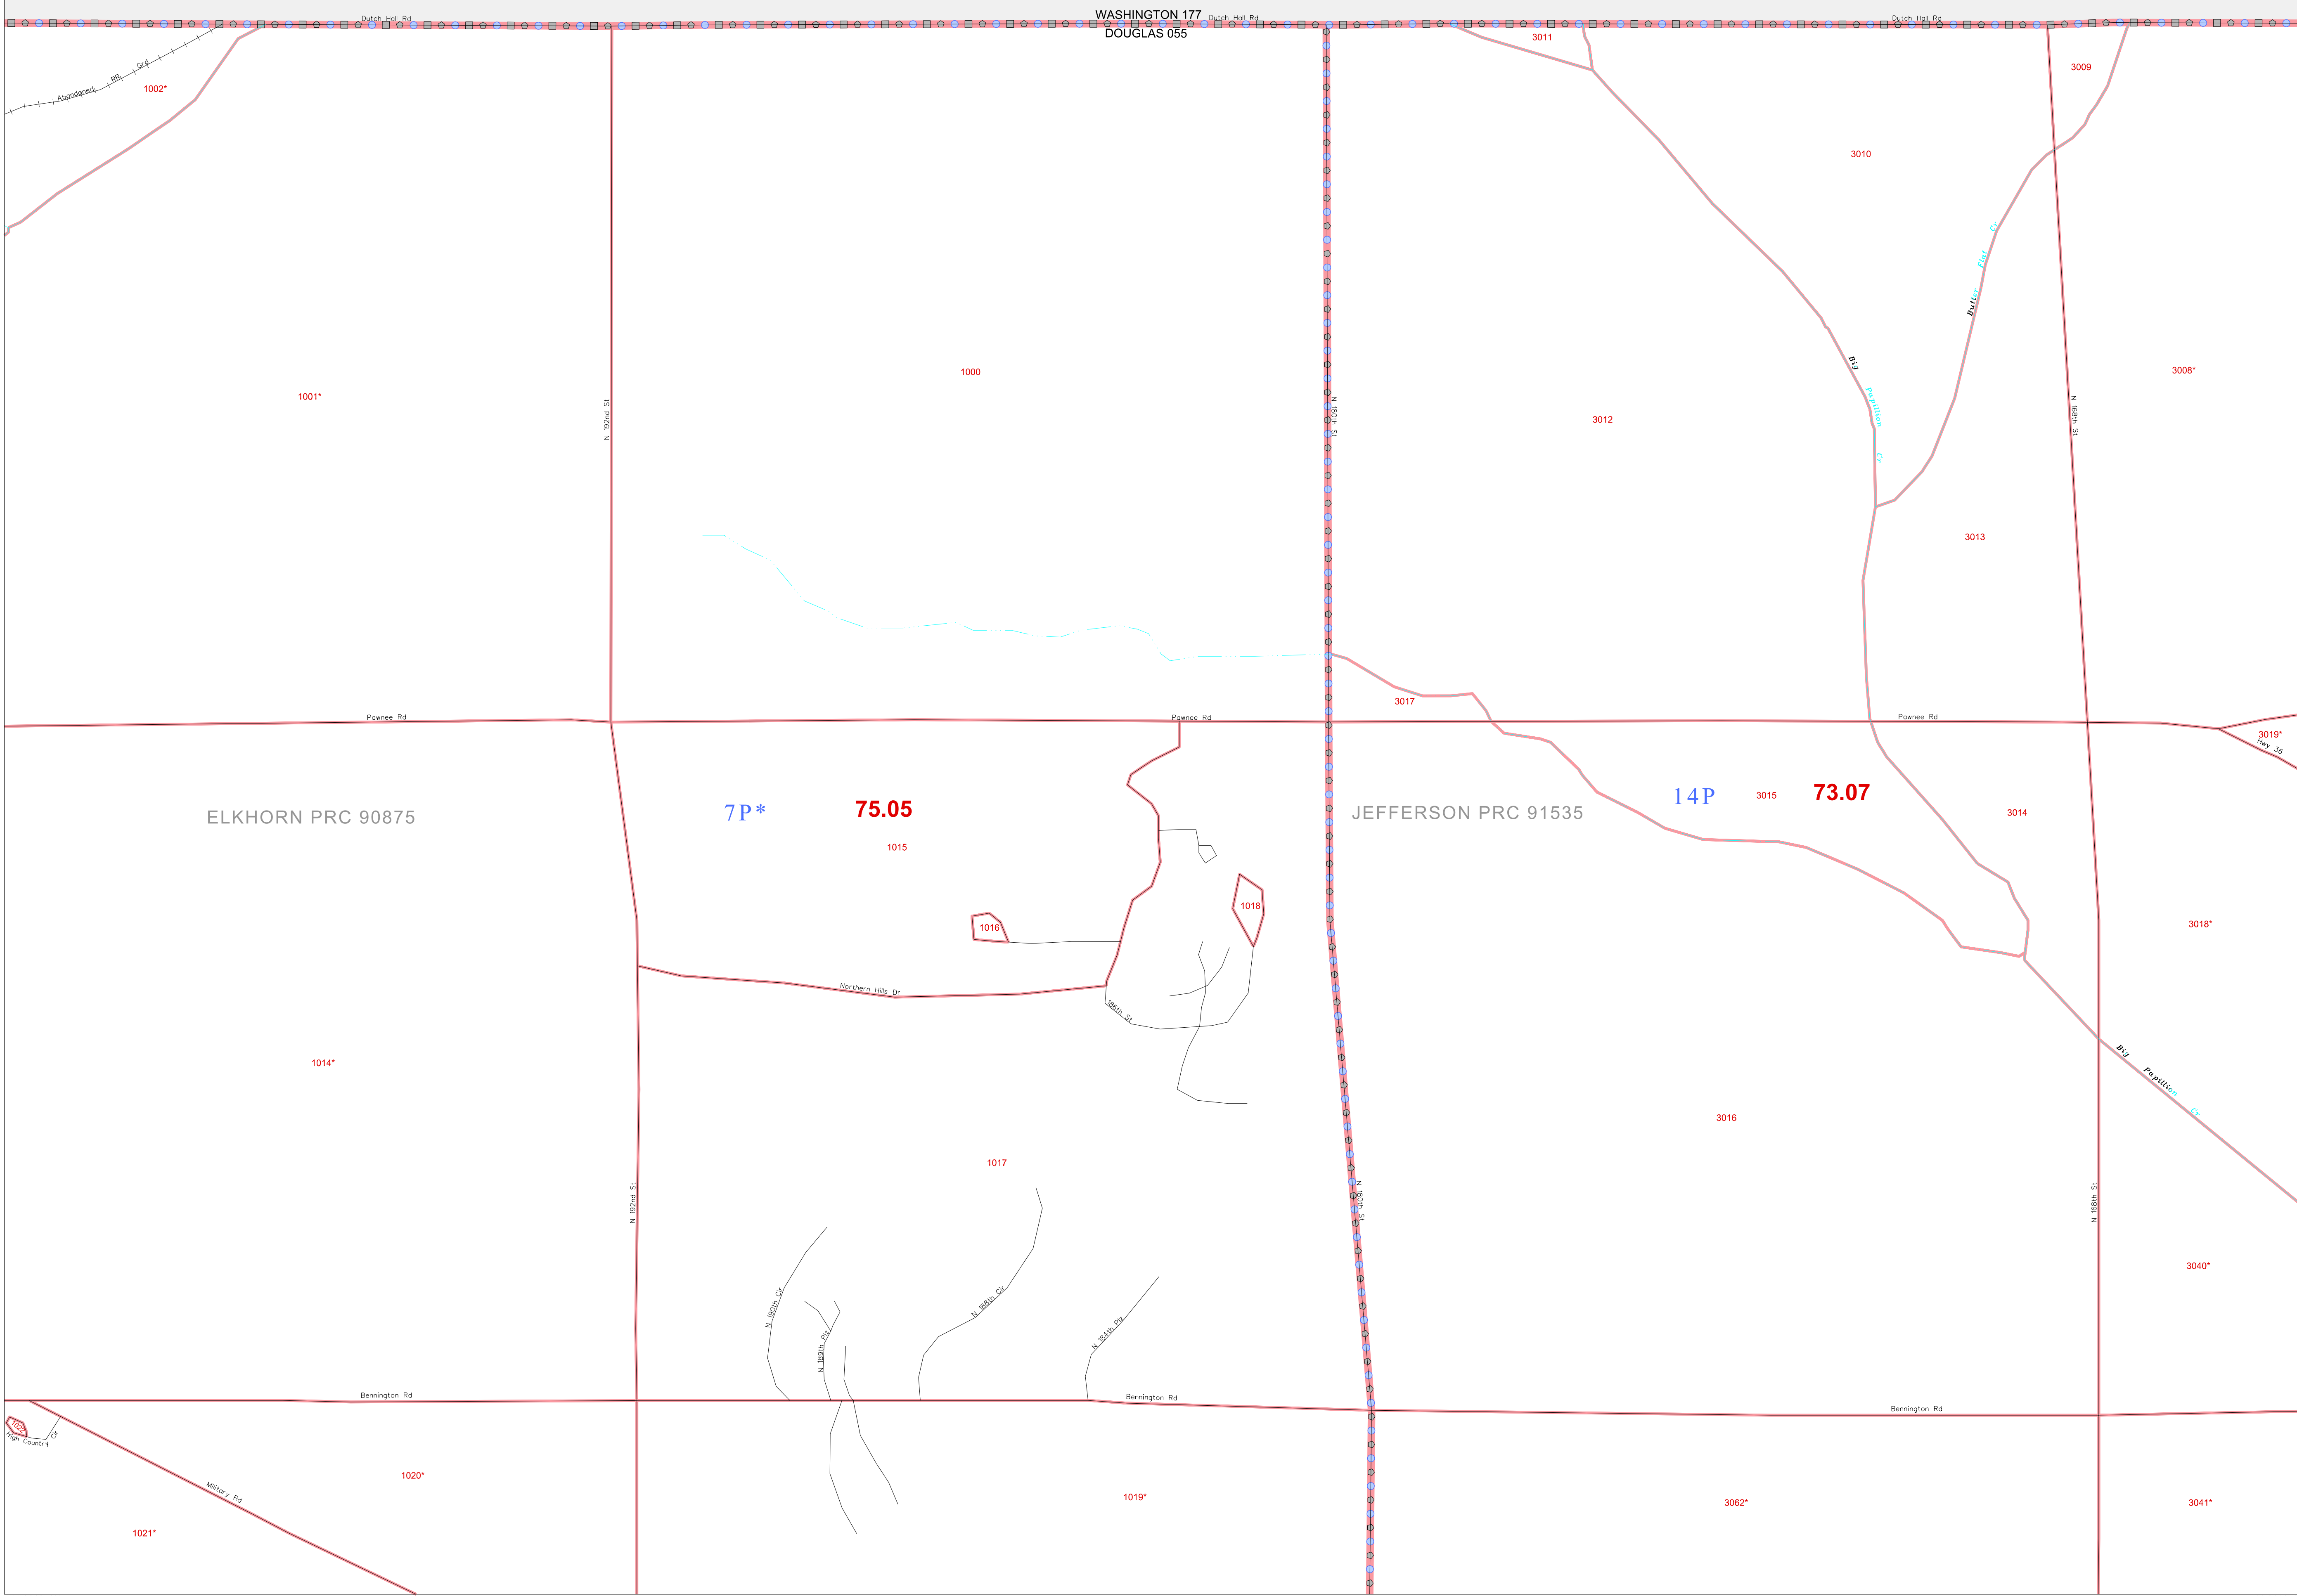 WASHINGTON 177
Dutch Hall Rd
Dutch Hall Rd
Dutch Hall Rd
DOUGLAS 055
3011
3009
Abandoned RR Grd
1002*
3010
Butler Flat Cr
Big Papillion Cr
1000
3008*
1001*
N 192nd St
N 180th St
N 168th St
3012
3013
3017
Pawnee Rd
Pawnee Rd
Pawnee Rd
3019*
Hwy 36
ELKHORN PRC 90875
7P*
75.05
JEFFERSON PRC 91535
14P
3015
73.07
3014
1015
1018
1016
3018*
Northern Hills Dr
186th St
1014*
Big Papillion Cr
3016
1017
N 192nd St
N 180th St
N 168th St
3040*
N 190th Cir
N 189th Plz
N 188th Cir
N 184th Plz
Bennington Rd
Bennington Rd
Bennington Rd
1022
High Country Cir
Military Rd
1020*
1019*
3062*
3041*
1021*